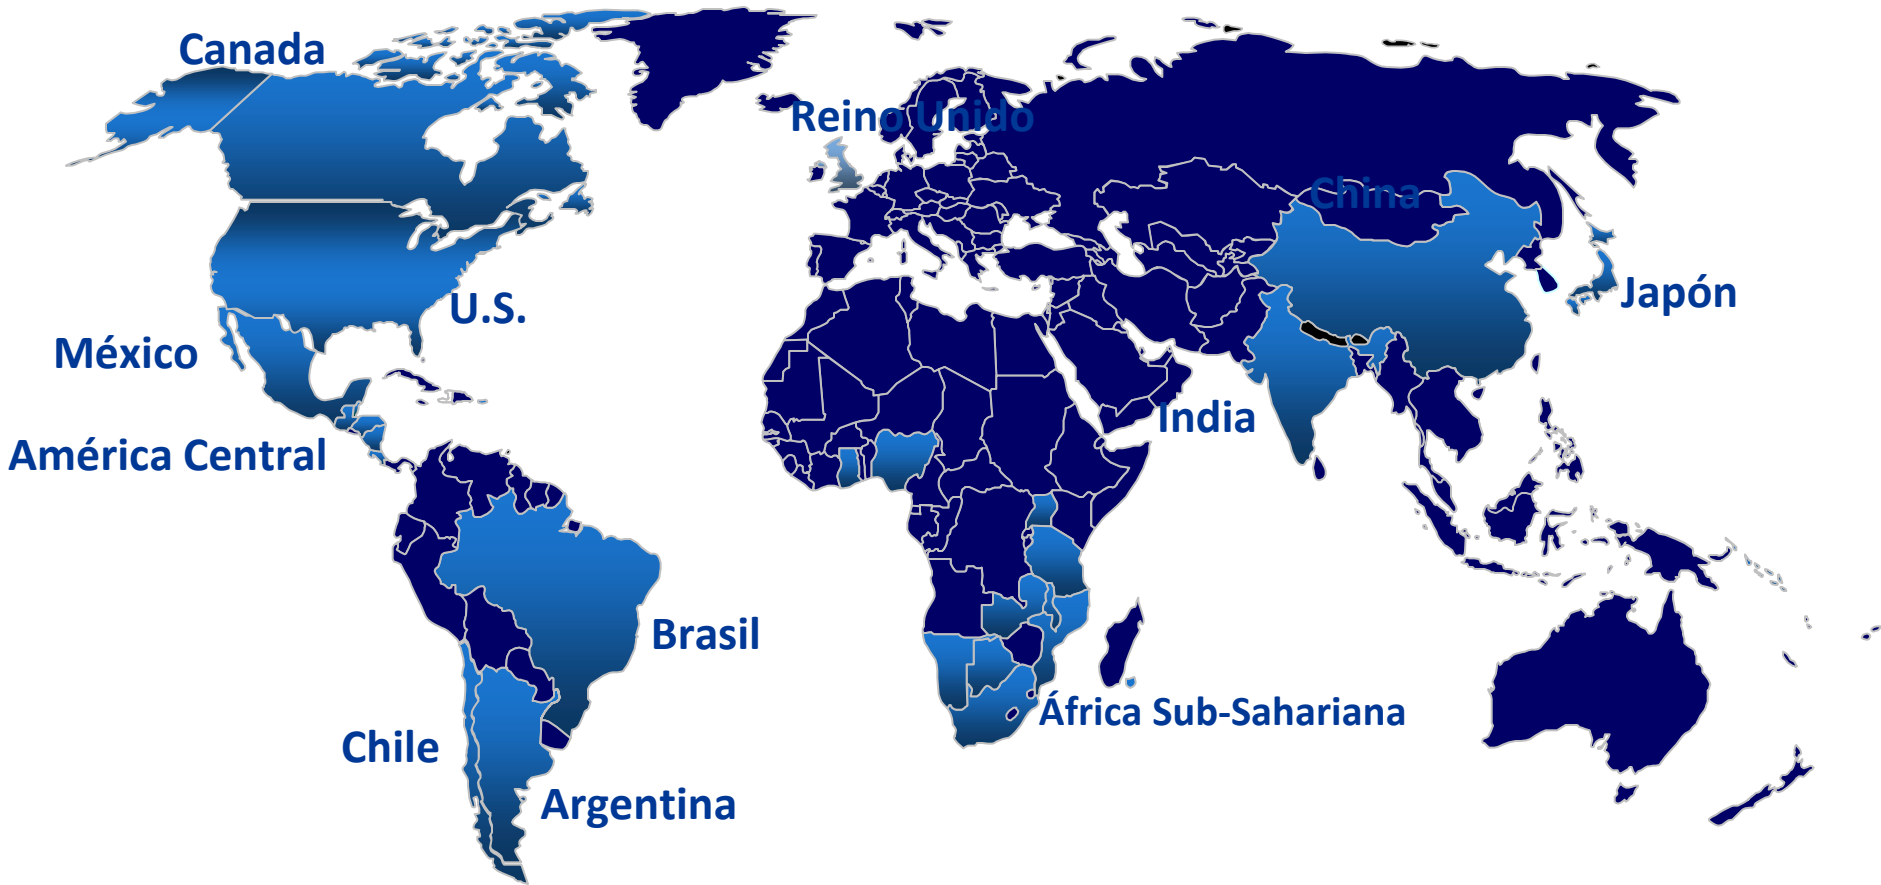 Canada
Reino Unido
China
U.S.
Japón
México
India
América Central
Brasil
África Sub-Sahariana
Chile
Argentina